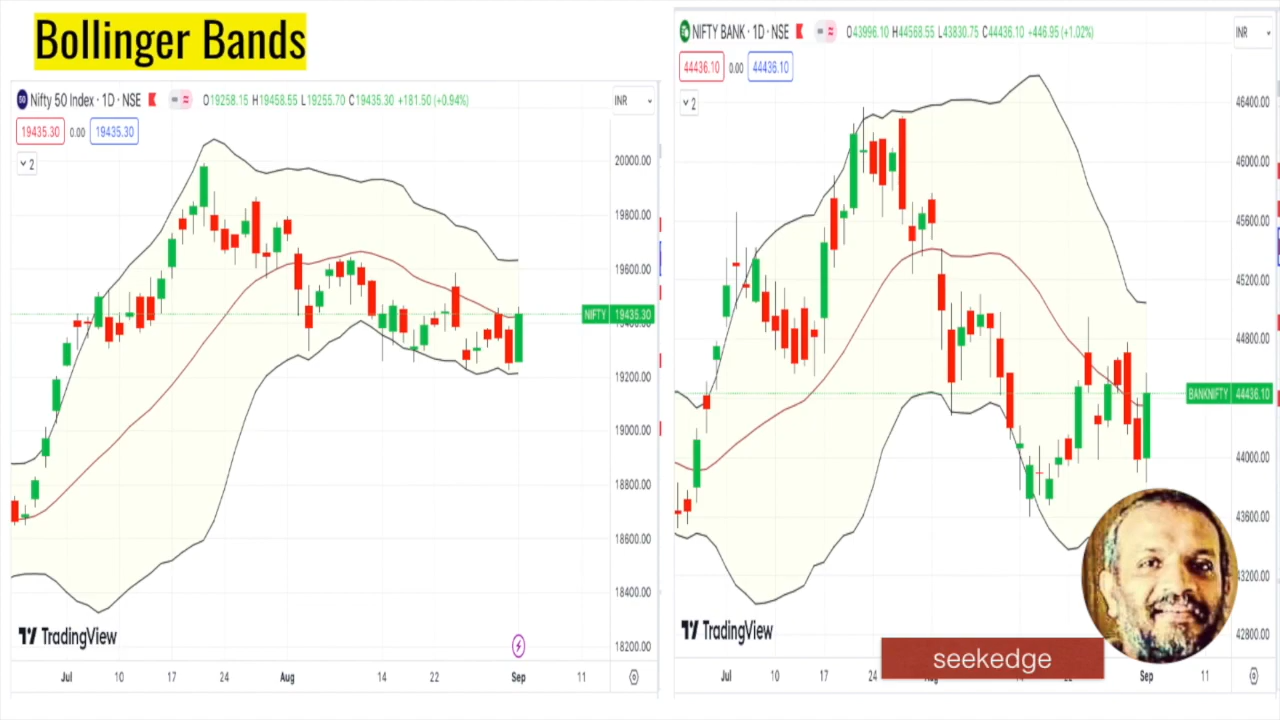 Bollinger Bands
Nifty 50 Index · 1D · NSE O19258.15 H19458.55 L19255.70 C19435.30 +181.50 (+0.94%) INR
19435.30 0.00 19435.30
2
20000.00
19800.00
19600.00
NIFTY 19435.30
19400.00
19200.00
19000.00
18800.00
18600.00
18400.00
18200.00
TradingView
Jul 10 17 24 Aug 14 22 Sep 11
NIFTY BANK · 1D · NSE O43996.10 H44568.55 L43830.75 C44436.10 +446.95 (+1.02%) INR
44436.10 0.00 44436.10
2
46400.00
46000.00
45600.00
45200.00
44800.00
BANKNIFTY 44436.10
44000.00
43600.00
43200.00
42800.00
TradingView
seekedge
Jul 10 17 24 Sep 11